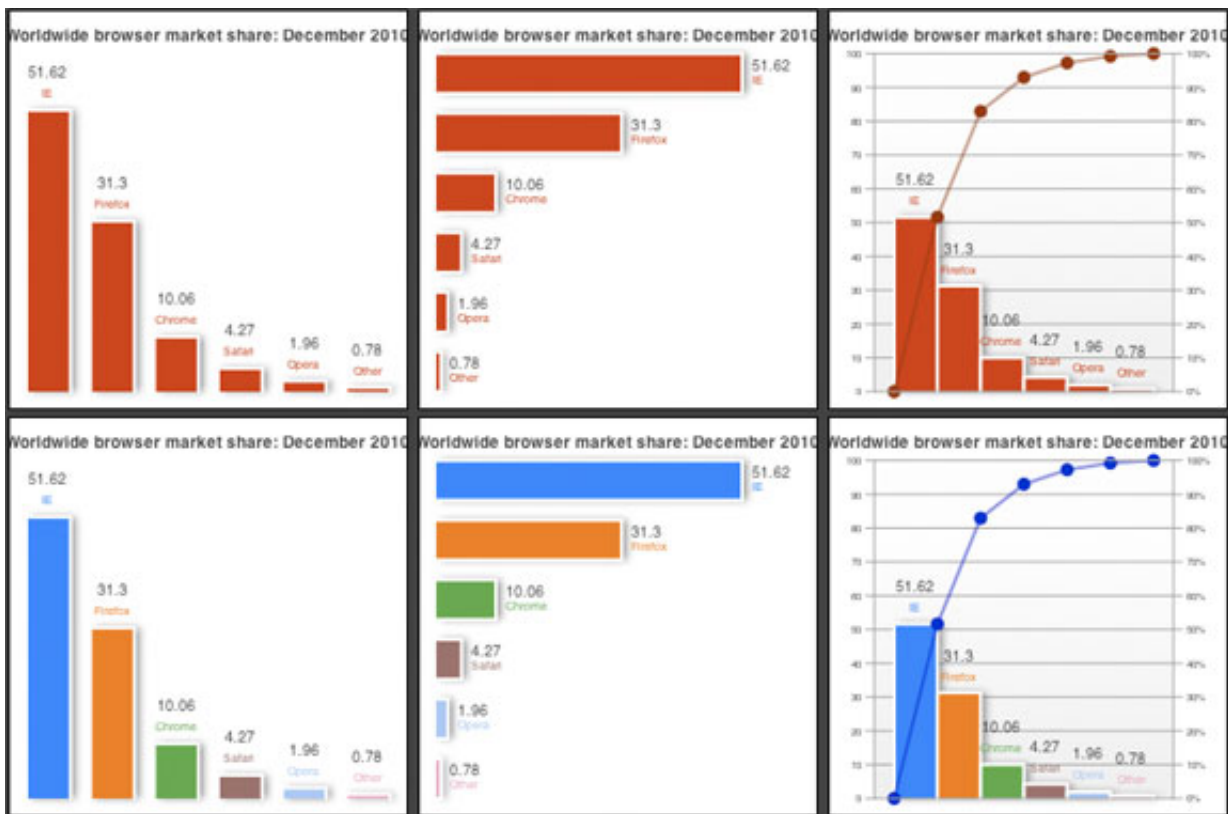 Worldwide browser market share: December 2010
51.62
IE
31.3
Firefox
10.06
Chrome
4.27
Safari
1.96
Opera
0.78
Other
Worldwide browser market share: December 2010
51.62
IE
31.3
Firefox
10.06
Chrome
4.27
Safari
1.96
Opera
0.78
Other
Worldwide browser market share: December 2010
100
90
80
70
60
50
40
30
20
10
0
51.62
IE
31.3
Firefox
10.06
Chrome
4.27
Safari
1.96
Opera
0.78
Other
100%
90%
80%
70%
60%
50%
40%
30%
20%
10%
0%
Worldwide browser market share: December 2010
51.62
IE
31.3
Firefox
10.06
Chrome
4.27
Safari
1.96
Opera
0.78
Other
Worldwide browser market share: December 2010
51.62
IE
31.3
Firefox
10.06
Chrome
4.27
Safari
1.96
Opera
0.78
Other
Worldwide browser market share: December 2010
100
90
80
70
60
50
40
30
20
10
0
51.62
IE
31.3
Firefox
10.06
Chrome
4.27
Safari
1.96
Opera
0.78
Other
100%
90%
80%
70%
60%
50%
40%
30%
20%
10%
0%